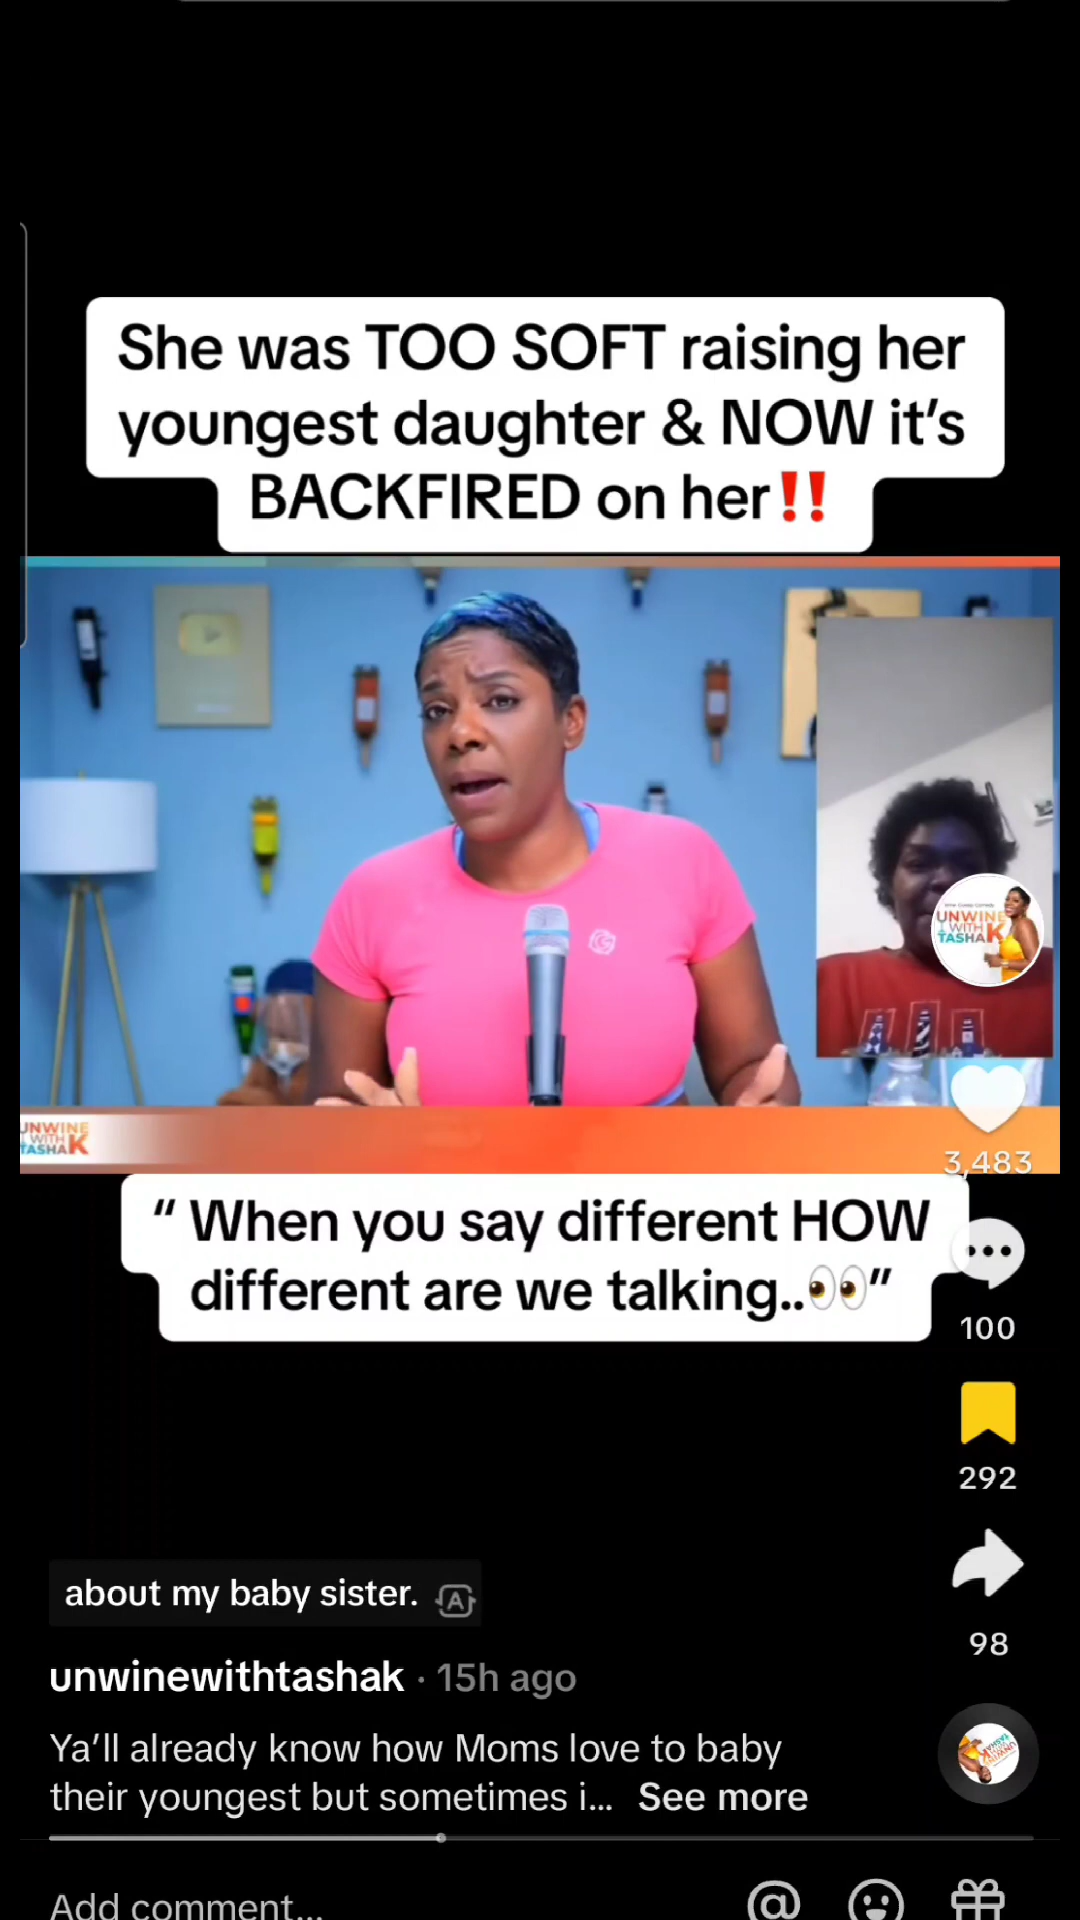 She was TOO SOFT raising her
youngest daughter & NOW it’s
BACKFIRED on her‼️
UNWINE
WITH
TASHA K
UNWINE
WITH
TASHA K
3,483
“ When you say different HOW
different are we talking..👀”
100
292
98
about my baby sister.
unwinewithtashak · 15h ago
Ya’ll already know how Moms love to baby
their youngest but sometimes i... See more
Add comment...